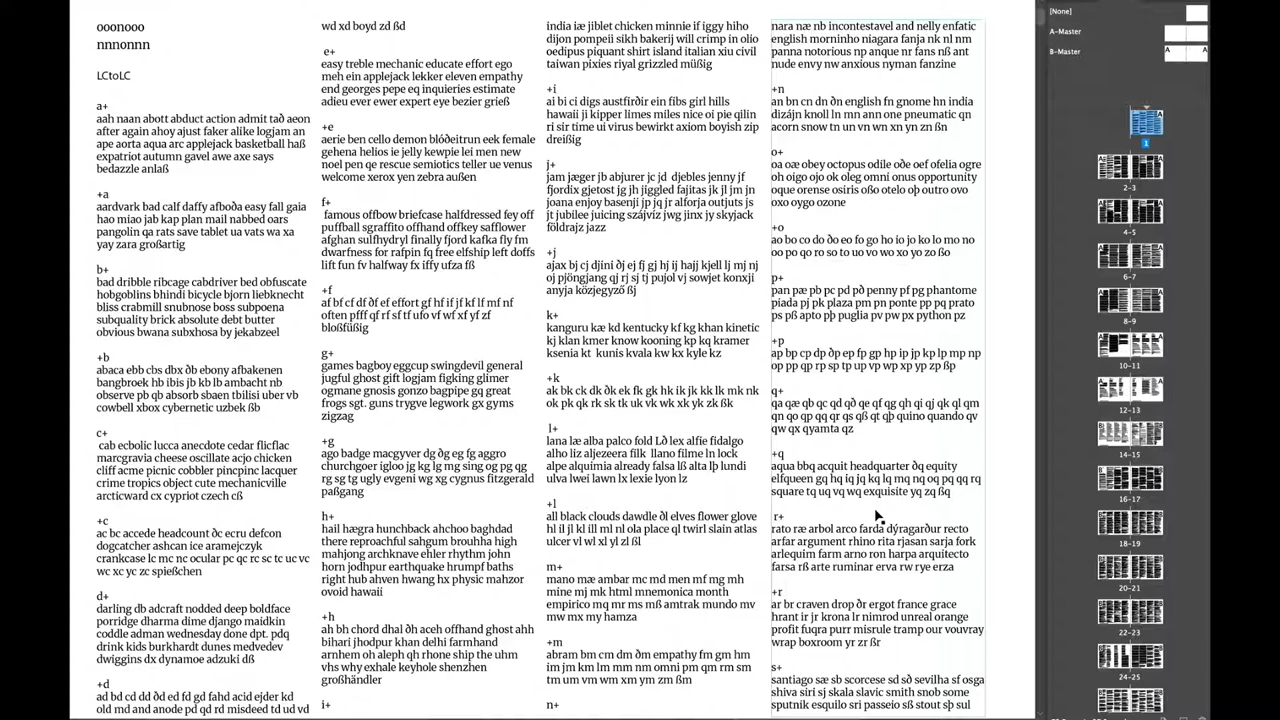 ooonooo
nnnonnn
LCtoLC
a+
aah naan abott abduct action admit tað aeon
after again ahoy ajust faker alike logjam an
ape aorta aqua arc applejack basketball haß
expatriot autumn gavel awe axe says
bedazzle anlaß
+a
aardvark bad calf daffy afboða easy fall gaia
hao miao jab kap plan mail nabbed oars
pangolin qa rats save tablet ua vats wa xa
yay zara großartig
b+
bad dribble ribcage cabdriver bed obfuscate
hobgoblins bhindi bicycle bjorn liebknecht
bliss crabmill snubnose boss subpoena
subquality brick absolute debt butter
obvious bwana subxhosa by jekabzeel
+b
abaca ebb cbs dbx ðb ebony afbakenen
bangbroek hb ibis jb kb lb ambacht nb
observe pb qb absorb sbaen tbilisi uber vb
cowbell xbox cybernetic uzbek ßb
c+
cab ecbolic lucca anecdote cedar flicflac
marcgravia cheese oscillate acjo chicken
cliff acme picnic cobbler pincpinc lacquer
crime tropics object cute mechanicville
arcticward cx cypriot czech cß
+c
ac bc accede headcount ðc ecru defcon
dogcatcher ashcan ice aramejczyk
crankcase lc mc nc ocular pc qc rc sc tc uc vc
wc xc yc zc spießchen
d+
darling db adcraft nodded deep boldface
porridge dharma dime django maidkin
coddle adman wednesday done dpt. pdq
drink kids burkhardt dunes medvedev
dwiggins dx dynamoe adzuki dß
+d
ad bd cd dd ðd ed fd gd fahd acid ejder kd
old md and anode pd qd rd misdeed td ud vd
wd xd boyd zd ßd
e+
easy treble mechanic educate effort ego
meh ein applejack lekker eleven empathy
end georges pepe eq inquieries estimate
adieu ever ewer expert eye bezier grieß
+e
aerie ben cello demon blóðeitrun eek female
gehena helios ie jelly kewpie lei men new
noel pen qe rescue semiotics teller ue venus
welcome xerox yen zebra außen
f+
famous offbow briefcase halfdressed fey off
puffball sgraffito offhand offkey safflower
afghan sulfhydryl finally fjord kafka fly fm
dwarfness for rafpin fq free elfship left doffs
lift fun fv halfway fx iffy ufza fß
+f
af bf cf df ðf ef effort gf hf if jf kf lf mf nf
often pfff qf rf sf tf ufo vf wf xf yf zf
bloßfüßig
g+
games bagboy eggcup swingdevil general
jugful ghost gift logjam figking glimer
ogmane gnosis gonzo bagpipe gq great
frogs sgt. guns trygve legwork gx gyms
zigzag
+g
ago badge macgyver dg ðg eg fg aggro
churchgoer igloo jg kg lg mg sing og pg qg
rg sg tg ugly evgeni wg xg cygnus fitzgerald
paßgang
h+
hail hægra hunchback ahchoo baghdad
there reproachful sahgum brouhha high
mahjong archknave ehler rhythm john
horn jodhpur earthquake hrumpf baths
right hub ahven hwang hx physic mahzor
ovoid hawaii
+h
ah bh chord dhal ðh aceh offhand ghost ahh
bihari jhodpur khan delhi farmhand
arnhem oh aleph qh rhone ship the uhm
vhs why exhale keyhole shenzhen
großhändler
i+
india iæ jiblet chicken minnie if iggy hiho
dijon pompeii sikh bakerij will crimp in olio
oedipus piquant shirt island italian xiu civil
taiwan pixies riyal grizzled müßig
+i
ai bi ci digs austfirðir ein fibs girl hills
hawaii ji kipper limes miles nice oi pie qilin
ri sir time ui virus bewirkt axiom boyish zip
dreißig
j+
jam jæger jb abjurer jc jd djebles jenny jf
fjordix gjetost jg jh jiggled fajitas jk jl jm jn
joana enjoy basenji jp jq jr alforja outjuts js
jt jubilee juicing szájvíz jwg jinx jy skyjack
földrajz jazz
+j
ajax bj cj djini ðj ej fj gj hj ij hajj kjell lj mj nj
oj pjöngjang qj rj sj tj pujol vj sowjet konxji
anyja közjegyző ßj
k+
kanguru kæ kd kentucky kf kg khan kinetic
kj klan kmer know kooning kp kq kramer
ksenia kt kunis kvala kw kx kyle kz
+k
ak bk ck dk ðk ek fk gk hk ik jk kk lk mk nk
ok pk qk rk sk tk uk vk wk xk yk zk ßk
l+
lana læ alba palco fold Lð lex alfie fidalgo
alho liz aljezeera filk llano filme ln lock
alpe alquimia already falsa lß alta lþ lundi
ulva lwei lawn lx lexie lyon lz
+l
all black clouds dawdle ðl elves flower glove
hl il jl kl ill ml nl ola place ql twirl slain atlas
ulcer vl wl xl yl zl ßl
m+
mano mæ ambar mc md men mf mg mh
mine mj mk html mnemonica month
empirico mq mr ms mß amtrak mundo mv
mw mx my hamza
+m
abram bm cm dm ðm empathy fm gm hm
im jm km lm mm nm omni pm qm rm sm
tm um vm wm xm ym zm ßm
n+
nara næ nb incontestavel and nelly enfatic
english morninho niagara fanja nk nl nm
panna notorious np anque nr fans nß ant
nude envy nw anxious nyman fanzine
+n
an bn cn dn ðn english fn gnome hn india
dizájn knoll ln mn ann one pneumatic qn
acorn snow tn un vn wn xn yn zn ßn
o+
oa oæ obey octopus odile oðe oef ofelia ogre
oh oigo ojo ok oleg omni onus opportunity
oque orense osiris oßo otelo oþ outro ovo
oxo oygo ozone
+o
ao bo co do ðo eo fo go ho io jo ko lo mo no
oo po qo ro so to uo vo wo xo yo zo ßo
p+
pan pæ pb pc pd pð penny pf pg phantome
piada pj pk plaza pm pn ponte pp pq prato
ps pß apto pþ puglia pv pw px python pz
+p
ap bp cp dp ðp ep fp gp hp ip jp kp lp mp np
op pp qp rp sp tp up vp wp xp yp zp ßp
q+
qa qæ qb qc qd qð qe qf qg qh qi qj qk ql qm
qn qo qp qq qr qs qß qt qþ quino quando qv
qw qx qyamta qz
+q
aqua bbq acquit headquarter ðq equity
elfqueen gq hq iq jq kq lq mq nq oq pq qq rq
square tq uq vq wq exquisite yq zq ßq
r+
rato ræ arbol arco farda dýragarður recto
arfar argument rhino rita rjasan sarja fork
arlequim farm arno ron harpa arquitecto
farsa rß arte ruminar erva rw rye erza
+r
ar br craven drop ðr ergot france grace
hrant ir jr krona lr nimrod unreal orange
profit fuqra purr misrule tramp our vouvray
wrap boxroom yr zr ßr
s+
santiago sæ sb scorcese sd sð sevilha sf osga
shiva siri sj skala slavic smith snob some
sputnik esquilo sri passeio sß stout sþ sul
[None]
A-Master
B-Master
A
A
A
1
2-3
4-5
6-7
8-9
10-11
12-13
14-15
16-17
18-19
20-21
22-23
24-25